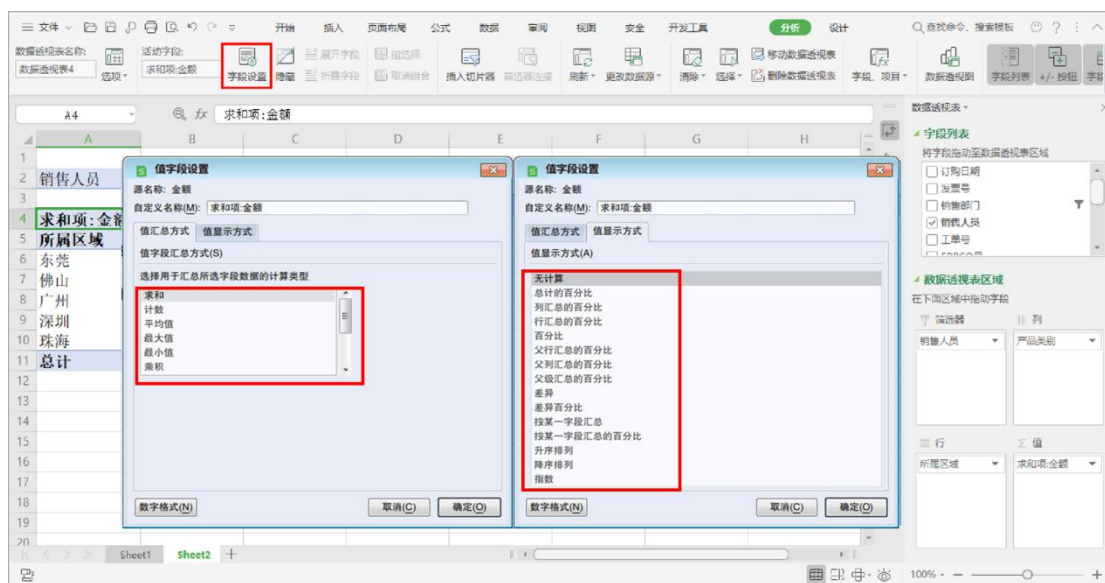 文件 开始 插入 页面布局 公式 数据 审阅 视图 安全 开发工具 分析 设计 查找命令、搜索模板
数据透视表名称: 活动字段: 展开字段 组选择 移动数据透视表
数据透视表4 选项 求和项:金额 字段设置 隐藏 折叠字段 取消组合 插入切片器 筛选器连接 刷新 更改数据源 清除 选择 删除数据透视表 字段、项目 数据透视图 字段列表 +/- 按钮
A4 fx 求和项:金额 数据透视表
A B C D E F G H
字段列表
将字段拖动至数据透视表区域
订购日期
发票号
销售部门
销售人员
工单号
1
2 销售人员
3
4 求和项:金额
5 所属区域
6 东莞
7 佛山
8 广州
9 深圳
10 珠海
11 总计
12
13
14
15
16
17
18
19
20
值字段设置
源名称: 金额
自定义名称(M): 求和项:金额
值汇总方式 值显示方式
值字段汇总方式(S)
选择用于汇总所选字段数据的计算类型
求和
计数
平均值
最大值
最小值
乘积
数字格式(N) 取消(C) 确定(O)
值字段设置
源名称: 金额
自定义名称(M): 求和项:金额
值汇总方式 值显示方式
值显示方式(A)
无计算
总计的百分比
列汇总的百分比
行汇总的百分比
百分比
父行汇总的百分比
父列汇总的百分比
父级汇总的百分比
差异
差异百分比
按某一字段汇总
按某一字段汇总的百分比
升序排列
降序排列
指数
数字格式(N) 取消(C) 确定(O)
数据透视表区域
在下面区域中拖动字段
筛选器 列
销售人员 产品类别
行 Σ 值
所属区域 求和项:金额
Sheet1 Sheet2
100%